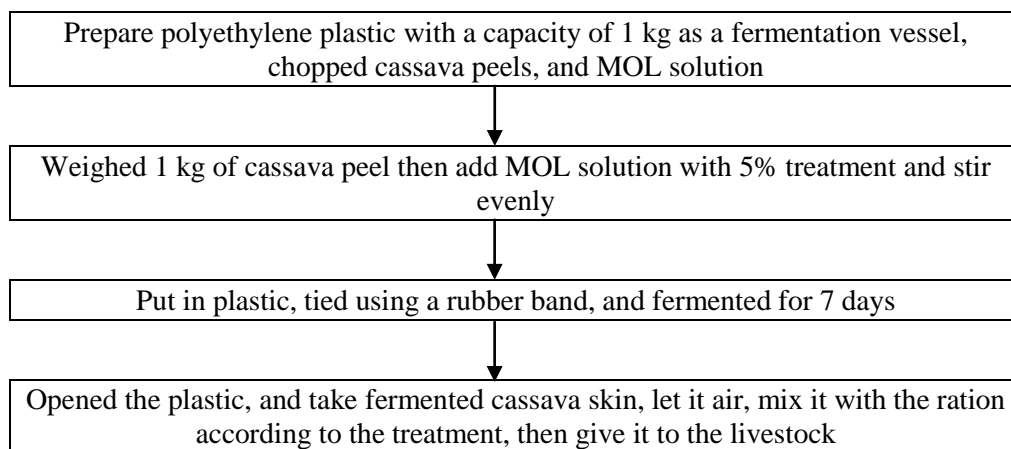 Prepare polyethylene plastic with a capacity of 1 kg as a fermentation vessel,
chopped cassava peels, and MOL solution
Weighed 1 kg of cassava peel then add MOL solution with 5% treatment and stir
evenly
Put in plastic, tied using a rubber band, and fermented for 7 days
Opened the plastic, and take fermented cassava skin, let it air, mix it with the ration
according to the treatment, then give it to the livestock